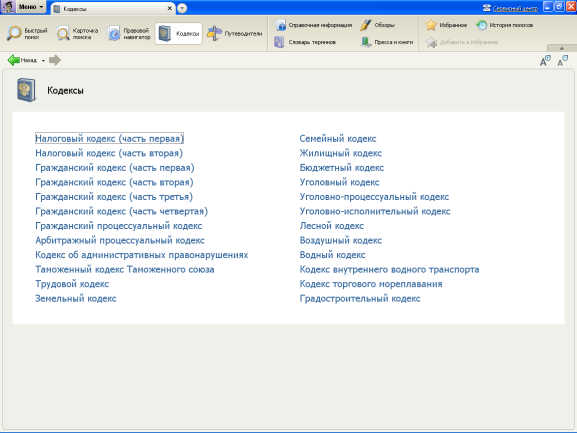 Меню
Кодексы
Сервисный центр
Быстрый поиск
Карточка поиска
Правовой навигатор
Кодексы
Путеводители
Справочная информация
Словарь терминов
Обзоры
Пресса и книги
Избранное
Добавить в Избранное
История поисков
Назад
Кодексы
Налоговый кодекс (часть первая)
Налоговый кодекс (часть вторая)
Гражданский кодекс (часть первая)
Гражданский кодекс (часть вторая)
Гражданский кодекс (часть третья)
Гражданский кодекс (часть четвертая)
Гражданский процессуальный кодекс
Арбитражный процессуальный кодекс
Кодекс об административных правонарушениях
Таможенный кодекс Таможенного союза
Трудовой кодекс
Земельный кодекс
Семейный кодекс
Жилищный кодекс
Бюджетный кодекс
Уголовный кодекс
Уголовно-процессуальный кодекс
Уголовно-исполнительный кодекс
Лесной кодекс
Воздушный кодекс
Водный кодекс
Кодекс внутреннего водного транспорта
Кодекс торгового мореплавания
Градостроительный кодекс